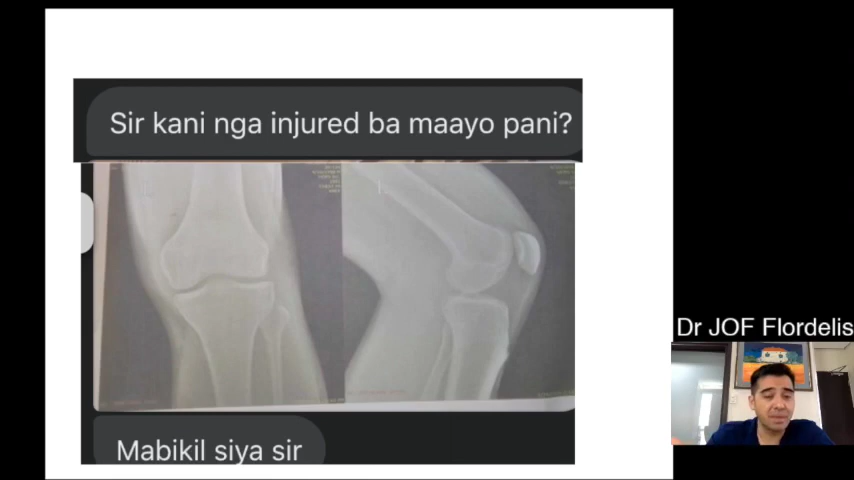 Sir kani nga injured ba maayo pani?
Mabikil siya sir
Dr JOF Flordelis